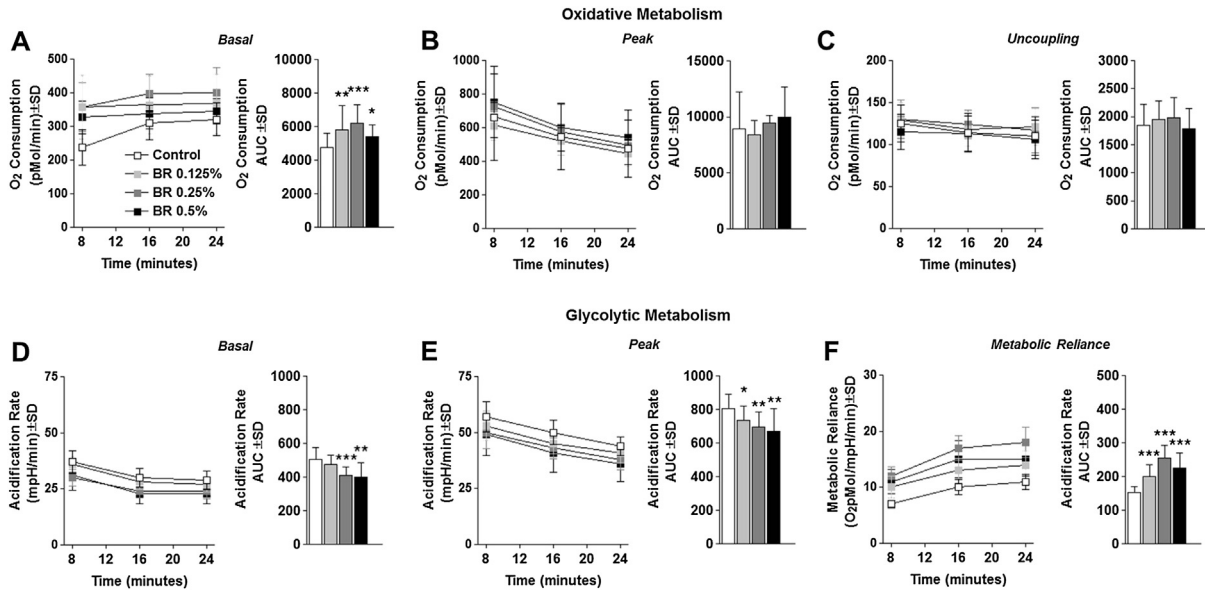 Oxidative Metabolism
A
Basal
O2 Consumption
(pMol/min)±SD
500
400
300
200
100
0
8 12 16 20 24
Time (minutes)
Control
BR 0.125%
BR 0.25%
BR 0.5%
O2 Consumption
AUC ±SD
10000
8000
6000
4000
2000
0
** *** *
B
Peak
O2 Consumption
(pMol/min)±SD
1000
800
600
400
200
0
8 12 16 20 24
Time (minutes)
O2 Consumption
AUC ±SD
15000
10000
5000
0
C
Uncoupling
O2 Consumption
(pMol/min)±SD
200
150
100
50
0
8 12 16 20 24
Time (minutes)
O2 Consumption
AUC ±SD
3000
2500
2000
1500
1000
500
0
Glycolytic Metabolism
D
Basal
Acidification Rate
(mpH/min)±SD
75
50
25
0
8 12 16 20 24
Time (minutes)
Acidification Rate
AUC ±SD
1000
800
600
400
200
0
*** **
E
Peak
Acidification Rate
(mpH/min)±SD
75
50
25
0
8 12 16 20 24
Time (minutes)
Acidification Rate
AUC ±SD
1000
800
600
400
200
0
* ** **
F
Metabolic Reliance
Metabolic Reliance
(O2pMol/mpH/min)±SD
30
20
10
0
8 12 16 20 24
Time (minutes)
Acidification Rate
AUC ±SD
500
400
300
200
100
0
*** *** ***